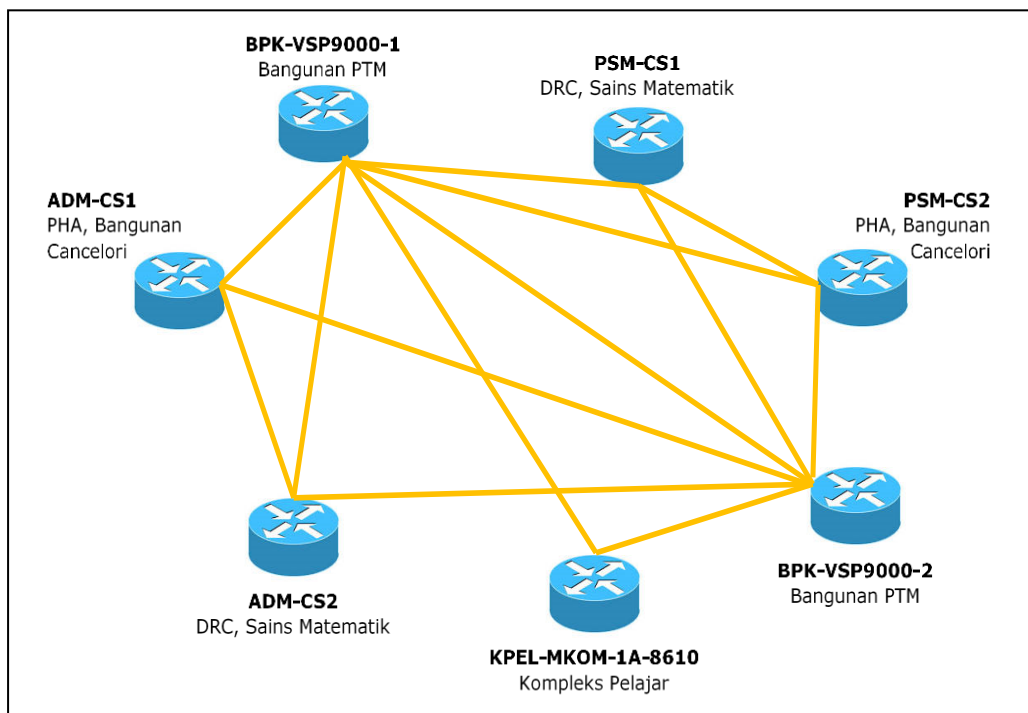 BPK-VSP9000-1
Bangunan PTM
PSM-CS1
DRC, Sains Matematik
ADM-CS1
PHA, Bangunan
Cancelori
PSM-CS2
PHA, Bangunan
Cancelori
BPK-VSP9000-2
Bangunan PTM
ADM-CS2
DRC, Sains Matematik
KPEL-MKOM-1A-8610
Kompleks Pelajar